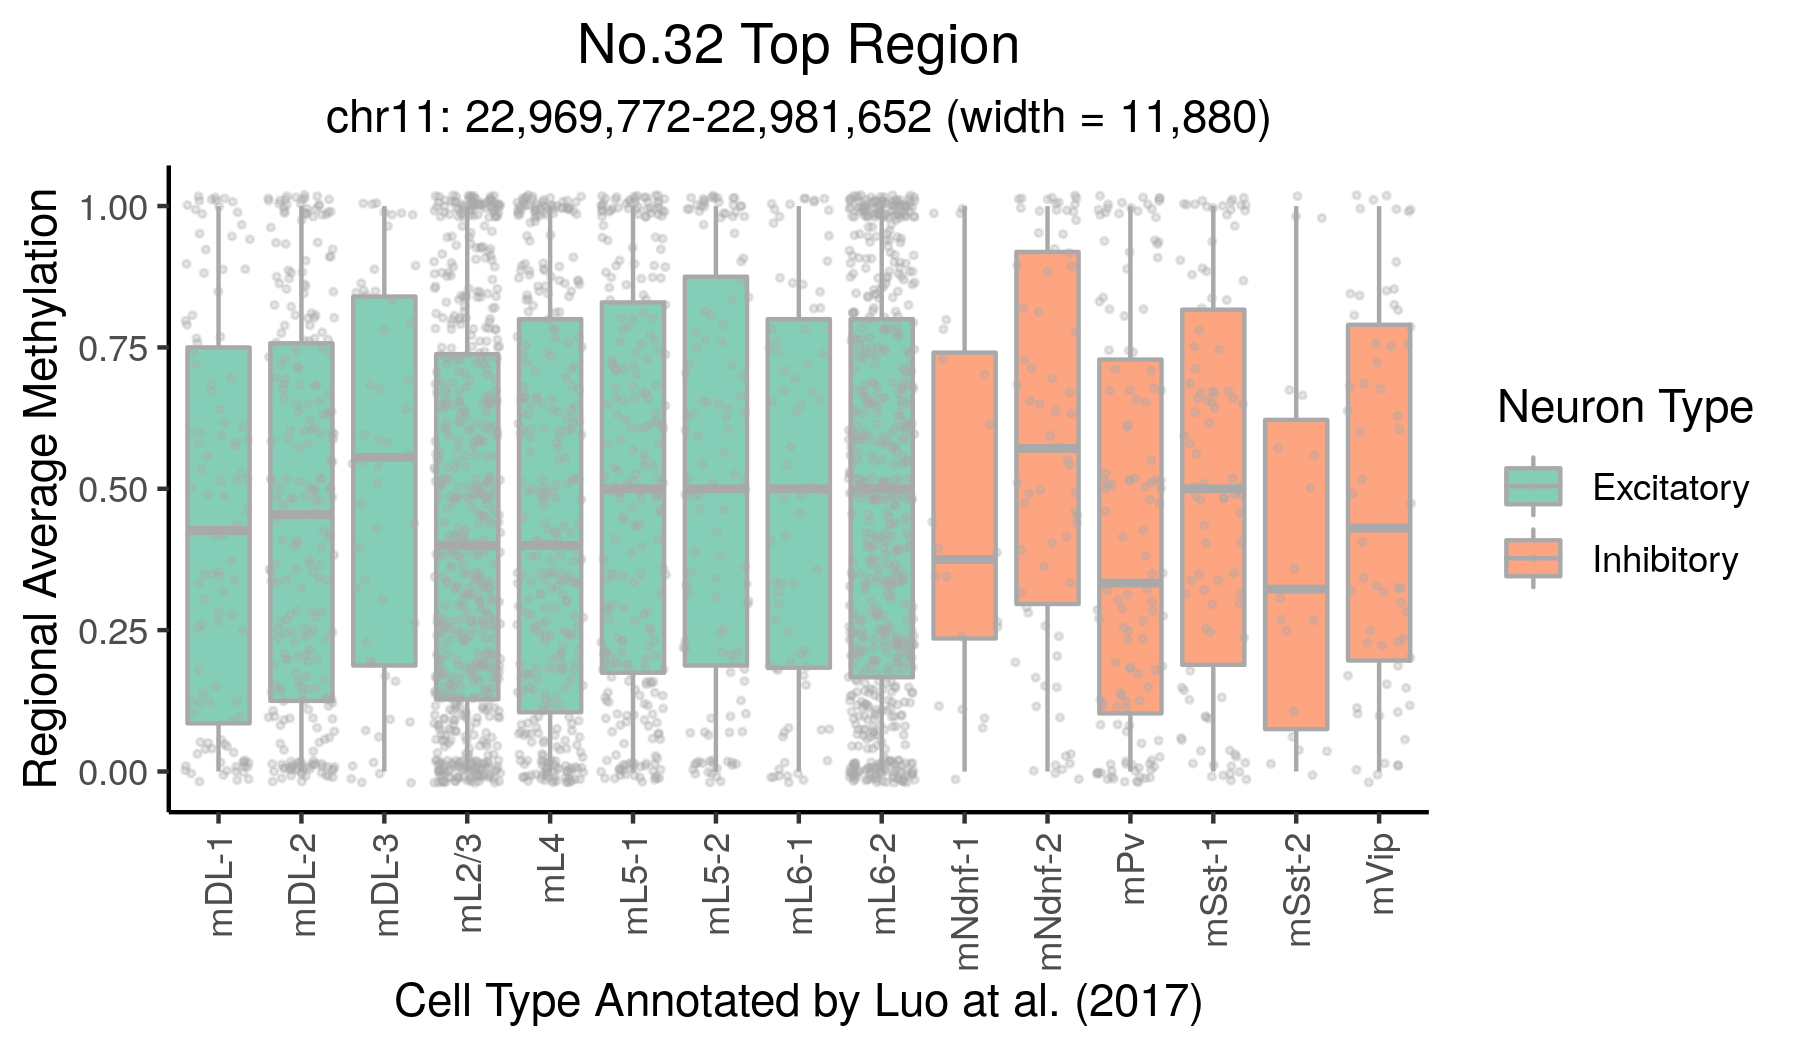 No.32 Top Region
chr11: 22,969,772-22,981,652 (width = 11,880)
Regional Average Methylation
1.00
0.75
0.50
0.25
0.00
mDL-1
mDL-2
mDL-3
mL2/3
mL4
mL5-1
mL5-2
mL6-1
mL6-2
mNdnf-1
mNdnf-2
mPv
mSst-1
mSst-2
mVip
Cell Type Annotated by Luo at al. (2017)
Neuron Type
Excitatory
Inhibitory